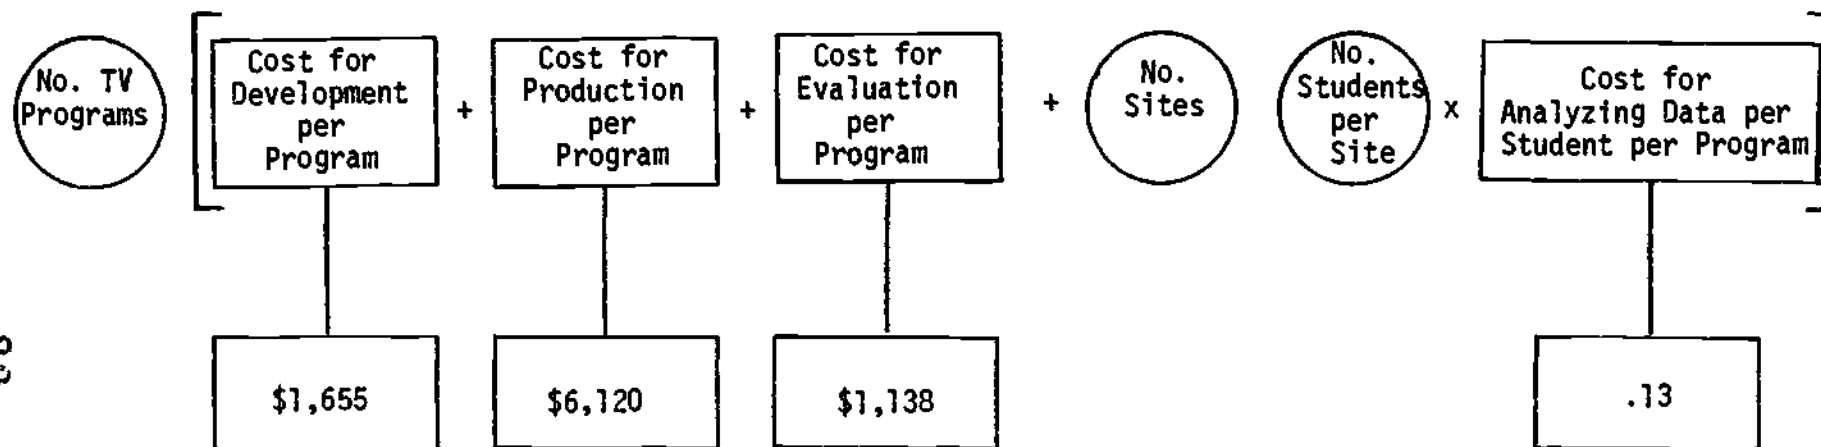 No. TV
Programs
Cost for
Development
per
Program
+
Cost for
Production
per
Program
+
Cost for
Evaluation
per
Program
+
No.
Sites
No.
Students
per
Site
x
Cost for
Analyzing Data per
Student per Program
$1,655
$6,120
$1,138
.13